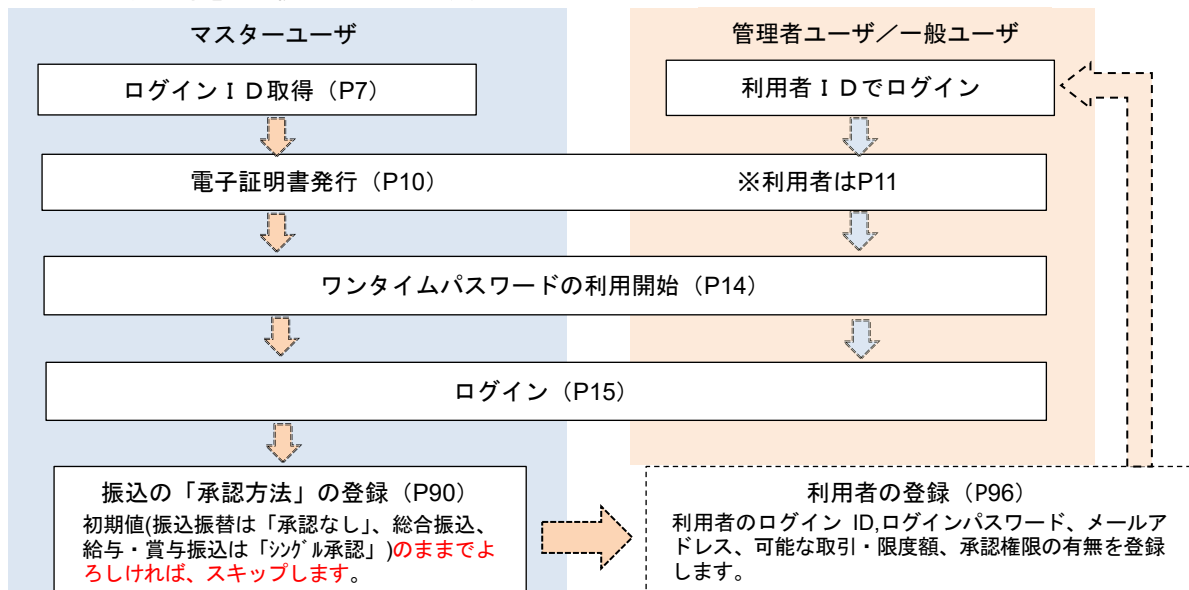 マスターユーザ
管理者ユーザ／一般ユーザ
ログインＩＤ取得（P7）
利用者ＩＤでログイン
電子証明書発行（P10）
※利用者はP11
ワンタイムパスワードの利用開始（P14）
ログイン（P15）
振込の「承認方法」の登録（P90）
初期値(振込振替は「承認なし」、総合振込、
給与・賞与振込は「ｼﾝｸﾞﾙ承認」)のままでよ
ろしければ、スキップします。
利用者の登録（P96）
利用者のログイン ID,ログインパスワード、メールア
ドレス、可能な取引・限度額、承認権限の有無を登録
します。